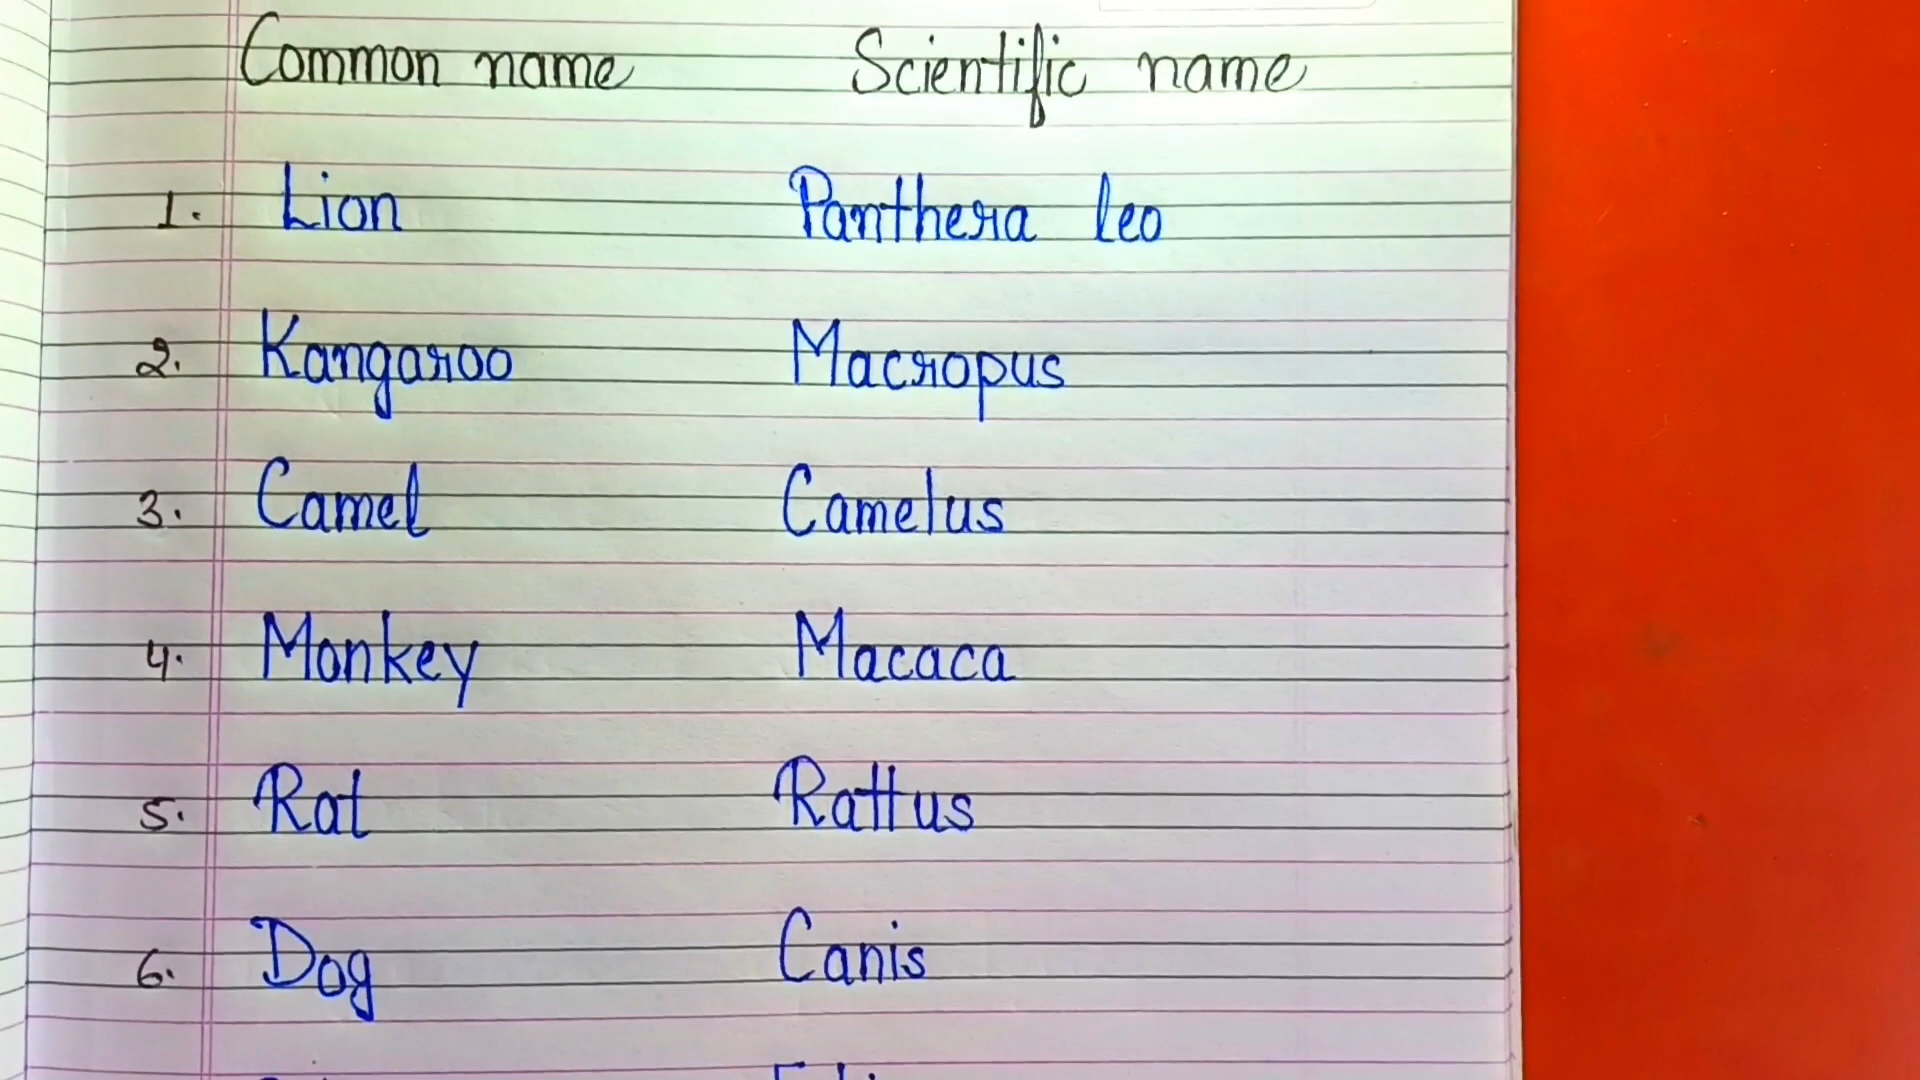 Common name Scientific name
1. Lion Panthera leo
2. Kangaroo Macropus
3. Camel Camelus
4. Monkey Macaca
5. Rat Rattus
6. Dog Canis